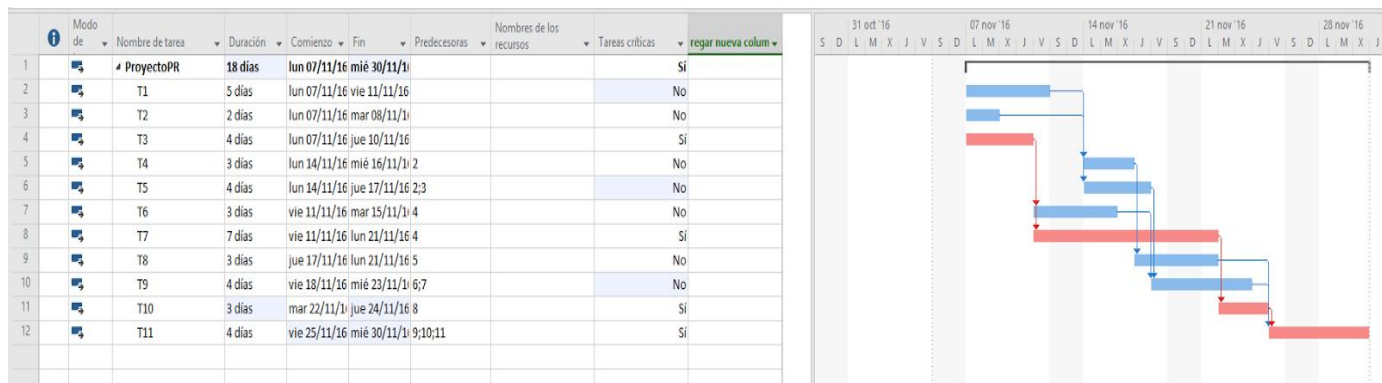 Modo de
Nombre de tarea
Duración
Comienzo
Fin
Predecesoras
Nombres de los recursos
Tareas críticas
regar nueva colum
31 oct '16
07 nov '16
14 nov '16
21 nov '16
28 nov '16
S D L M X J V S D L M X J V S D L M X J V S D L M X J V S D L M X J
1 ProyectoPR 18 días lun 07/11/16 mié 30/11/1 Sí
2 T1 5 días lun 07/11/16 vie 11/11/16 No
3 T2 2 días lun 07/11/16 mar 08/11/1 No
4 T3 4 días lun 07/11/16 jue 10/11/16 Sí
5 T4 3 días lun 14/11/16 mié 16/11/1 2 No
6 T5 4 días lun 14/11/16 jue 17/11/16 2;3 No
7 T6 3 días vie 11/11/16 mar 15/11/1 4 No
8 T7 7 días vie 11/11/16 lun 21/11/16 4 Sí
9 T8 3 días jue 17/11/16 lun 21/11/16 5 No
10 T9 4 días vie 18/11/16 mié 23/11/1 6;7 No
11 T10 3 días mar 22/11/1 jue 24/11/16 8 Sí
12 T11 4 días vie 25/11/16 mié 30/11/1 9;10;11 Sí